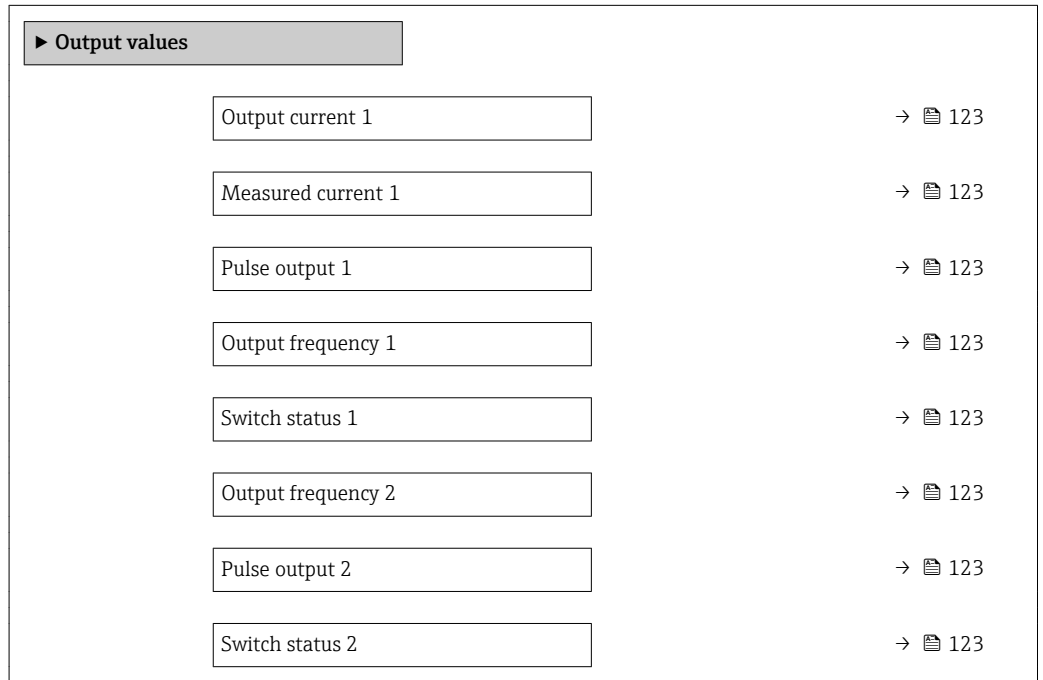 ▶ Output values
Output current 1 → 123
Measured current 1 → 123
Pulse output 1 → 123
Output frequency 1 → 123
Switch status 1 → 123
Output frequency 2 → 123
Pulse output 2 → 123
Switch status 2 → 123